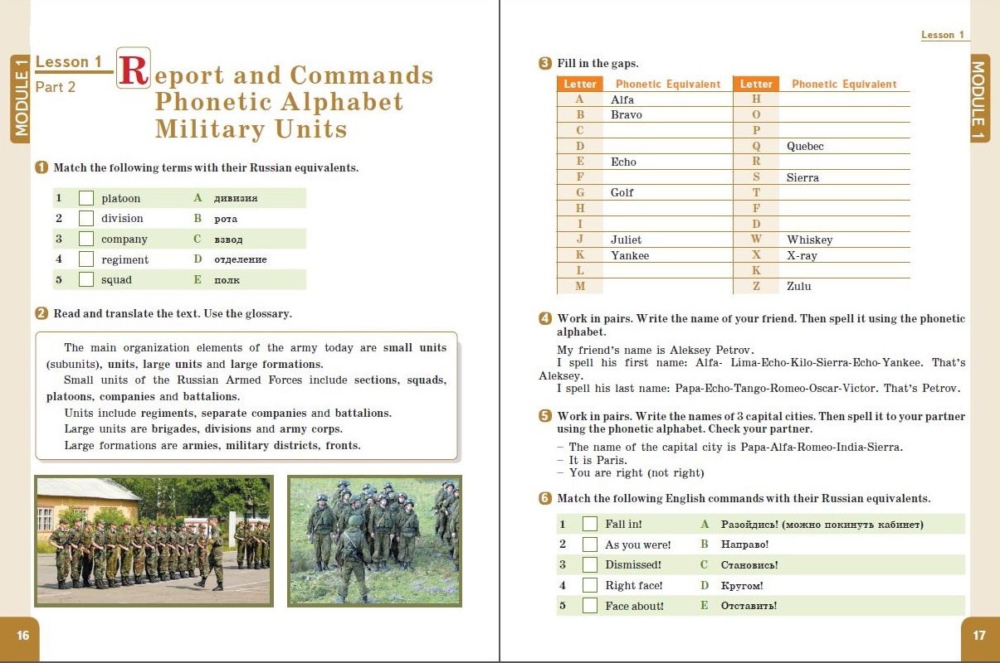 MODULE 1
Lesson 1
Part 2
Report and Commands
Phonetic Alphabet
Military Units
1 Match the following terms with their Russian equivalents.
1 platoon A дивизия
2 division B рота
3 company C взвод
4 regiment D отделение
5 squad E полк
2 Read and translate the text. Use the glossary.
The main organization elements of the army today are small units
(subunits), units, large units and large formations.
Small units of the Russian Armed Forces include sections, squads,
platoons, companies and battalions.
Units include regiments, separate companies and battalions.
Large units are brigades, divisions and army corps.
Large formations are armies, military districts, fronts.
16
Lesson 1
MODULE 1
3 Fill in the gaps.
Letter Phonetic Equivalent Letter Phonetic Equivalent
A Alfa H
B Bravo O
C P
D Q Quebec
E Echo R
F S Sierra
G Golf T
H F
I D
J Juliet W Whiskey
K Yankee X X-ray
L K
M Z Zulu
4 Work in pairs. Write the name of your friend. Then spell it using the phonetic
alphabet.
My friend's name is Aleksey Petrov.
I spell his first name: Alfa- Lima-Echo-Kilo-Sierra-Echo-Yankee. That's
Aleksey.
I spell his last name: Papa-Echo-Tango-Romeo-Oscar-Victor. That's Petrov.
5 Work in pairs. Write the names of 3 capital cities. Then spell it to your partner
using the phonetic alphabet. Check your partner.
– The name of the capital city is Papa-Alfa-Romeo-India-Sierra.
– It is Paris.
– You are right (not right)
6 Match the following English commands with their Russian equivalents.
1 Fall in! A Разойдись! (можно покинуть кабинет)
2 As you were! B Направо!
3 Dismissed! C Становись!
4 Right face! D Кругом!
5 Face about! E Отставить!
17